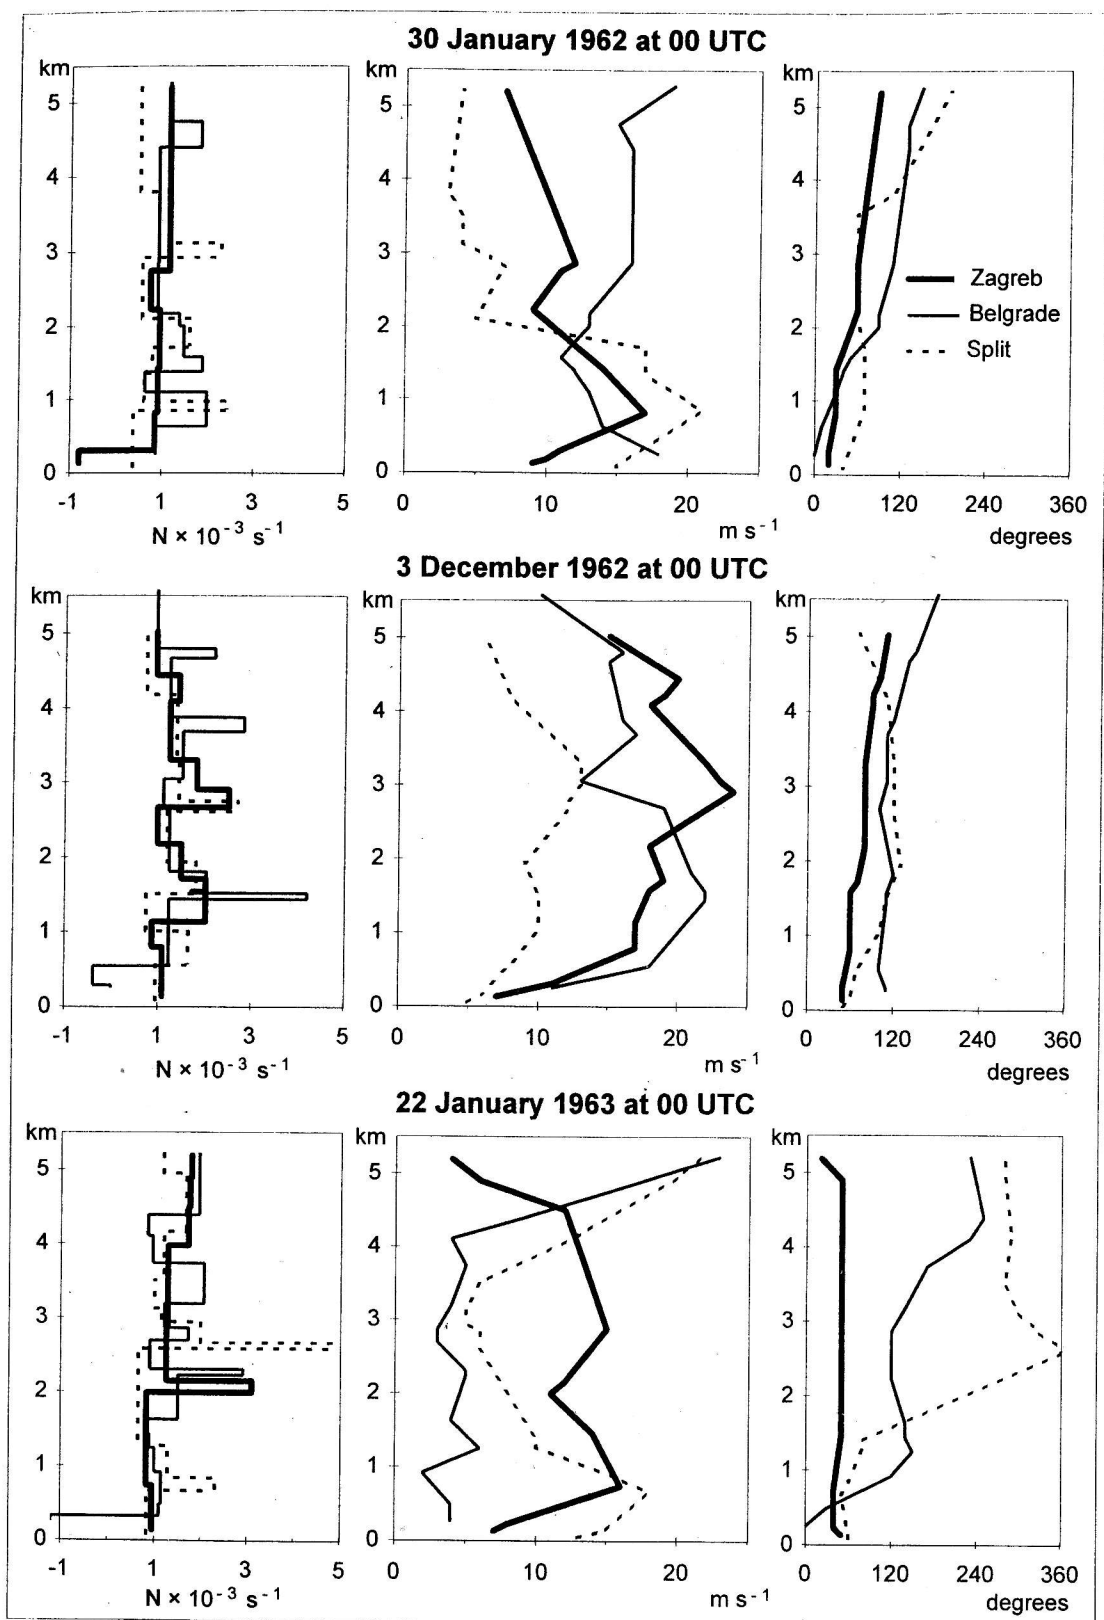 30 January 1962 at 00 UTC
km km km
5 5 5
4 4 4
3 3 3
Zagreb
Belgrade
Split
2 2 2
1 1 1
0 0 0
-1 1 3 5 0 10 20 0 120 240 360
N × 10⁻³ s⁻¹ m s⁻¹ degrees
3 December 1962 at 00 UTC
km km km
5 5 5
4 4 4
3 3 3
2 2 2
1 1 1
0 0 0
-1 1 3 5 0 10 20 0 120 240 360
N × 10⁻³ s⁻¹ m s⁻¹ degrees
22 January 1963 at 00 UTC
km km km
5 5 5
4 4 4
3 3 3
2 2 2
1 1 1
0 0 0
-1 1 3 5 0 10 20 0 120 240 360
N × 10⁻³ s⁻¹ m s⁻¹ degrees